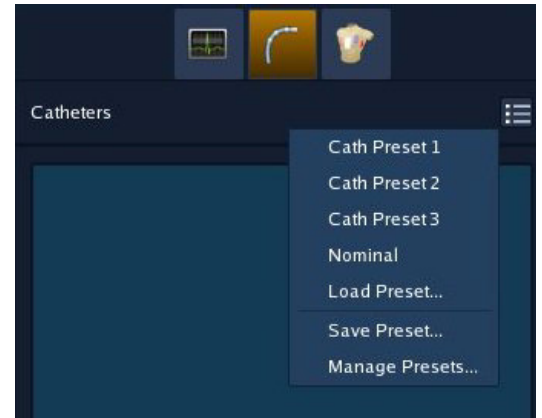 Catheters
Cath Preset 1
Cath Preset 2
Cath Preset 3
Nominal
Load Preset...
Save Preset...
Manage Presets...